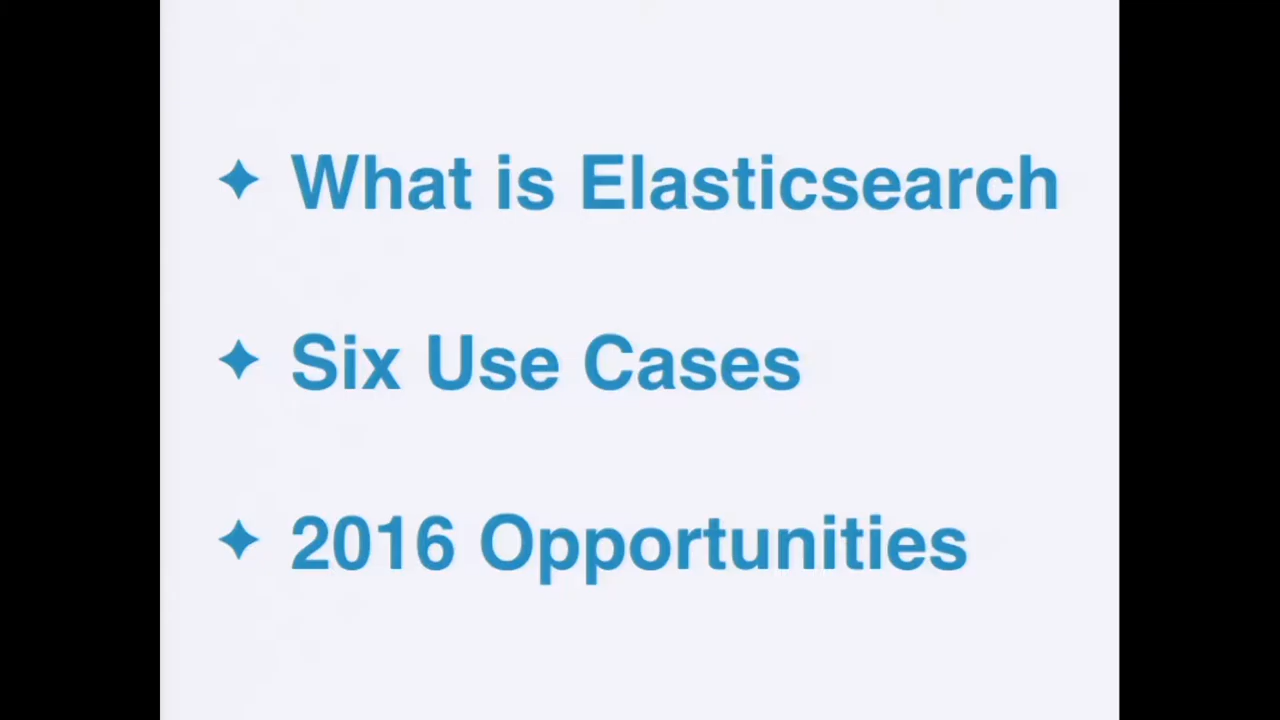 ✦ What is Elasticsearch
✦ Six Use Cases
✦ 2016 Opportunities